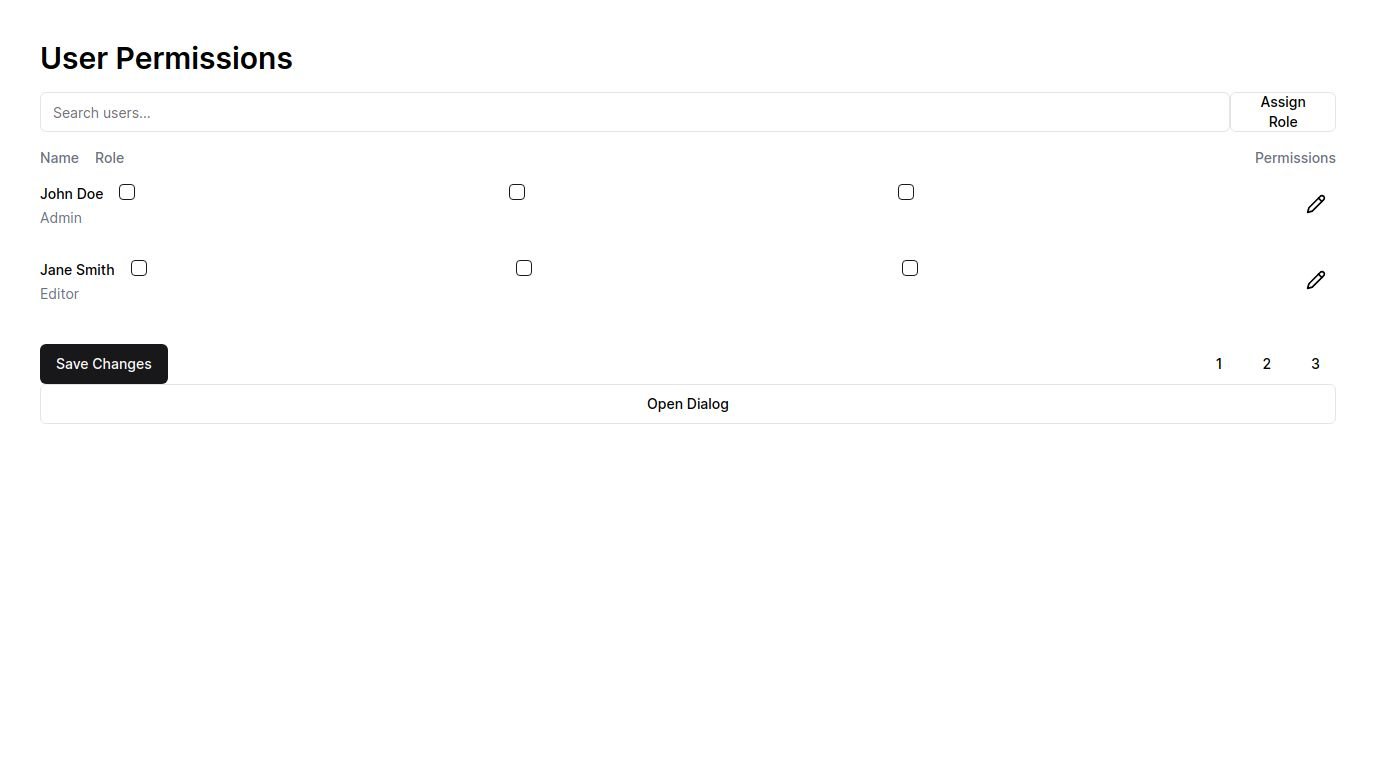 User Permissions
Search users...
Assign
Role
Name Role Permissions
John Doe
Admin
Jane Smith
Editor
Save Changes 1 2 3
Open Dialog